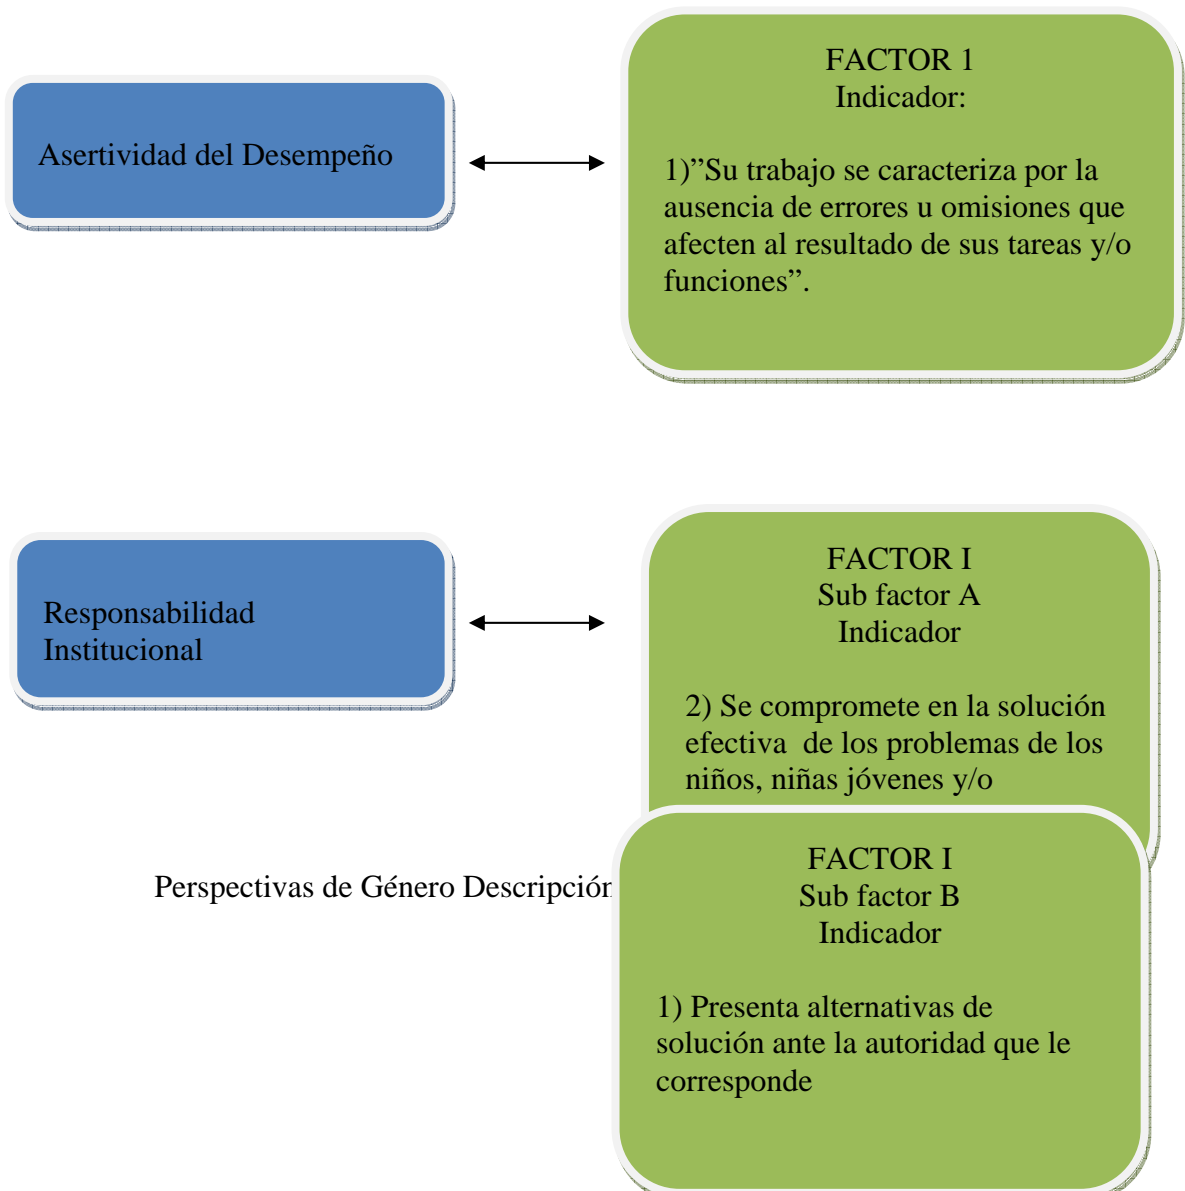 Asertividad del Desempeño
FACTOR 1
Indicador:
1)”Su trabajo se caracteriza por la
ausencia de errores u omisiones que
afecten al resultado de sus tareas y/o
funciones”.
Responsabilidad
Institucional
FACTOR I
Sub factor A
Indicador
2) Se compromete en la solución
efectiva de los problemas de los
niños, niñas jóvenes y/o
Perspectivas de Género Descripción
FACTOR I
Sub factor B
Indicador
1) Presenta alternativas de
solución ante la autoridad que le
corresponde